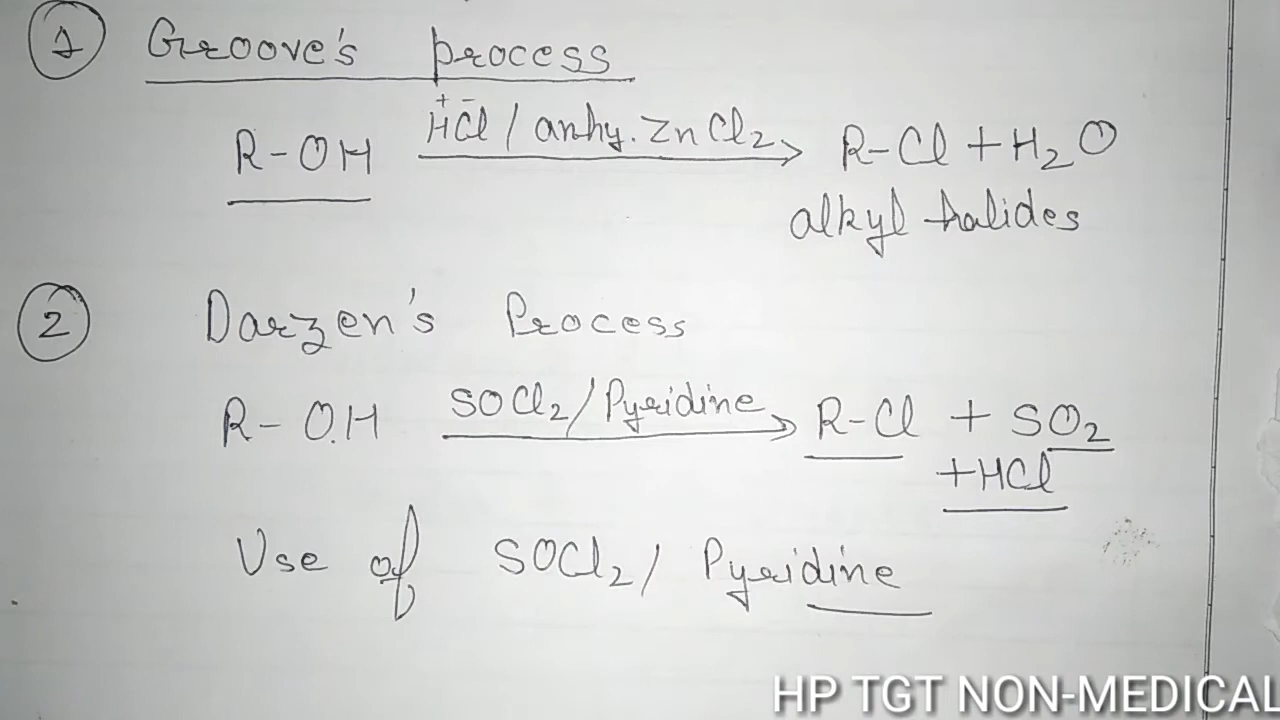 1 Groove's process
R-OH HCl / anhy. ZnCl2 → R-Cl + H2O
+ -
alkyl halides
2 Darzen's Process
R-OH SOCl2/Pyridine → R-Cl + SO2
+HCl
Use of SOCl2/ Pyridine
HP TGT NON-MEDICAL